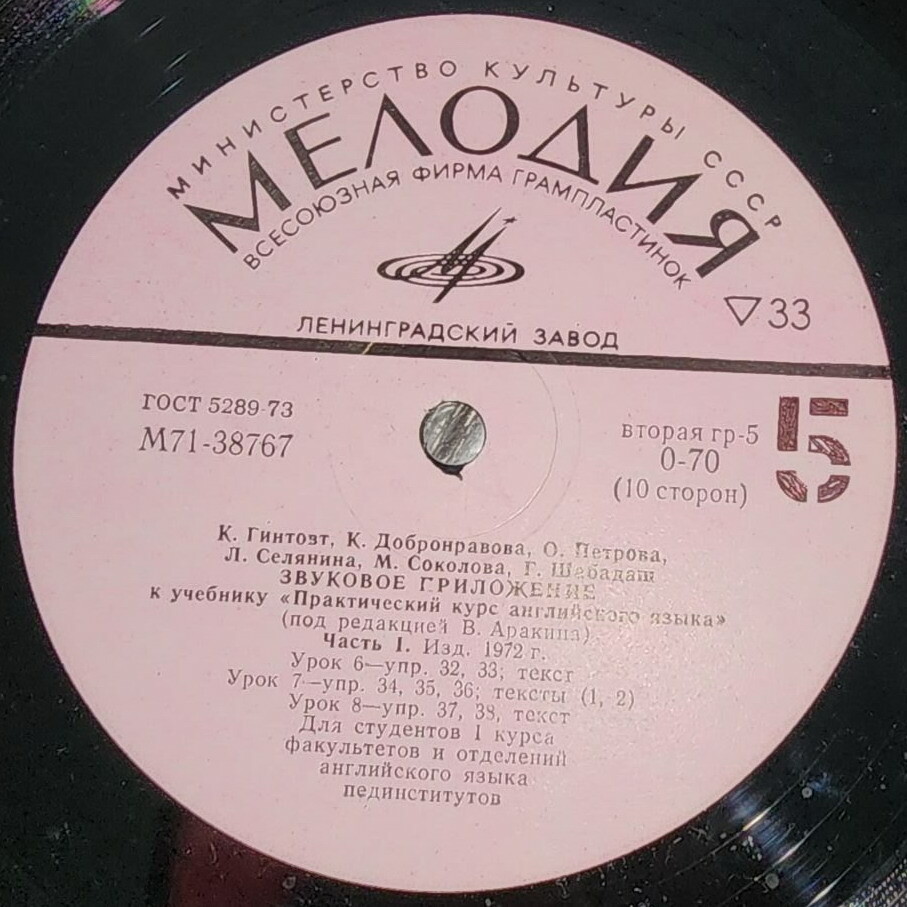 МИНИСТЕРСТВО КУЛЬТУРЫ СССР
МЕЛОДИЯ
ВСЕСОЮЗНАЯ ФИРМА ГРАМПЛАСТИНОК
▽33
ЛЕНИНГРАДСКИЙ ЗАВОД
ГОСТ 5289-73
М71-38767
вторая гр-5
0-70
(10 сторон)
5
К. Гинтовт, К. Добронравова, О. Петрова,
Л. Селянина, М. Соколова, Г. Шабадаш
ЗВУКОВОЕ ПРИЛОЖЕНИЕ
к учебнику «Практический курс английского языка»
(под редакцией В. Аракина)
Часть I. Изд. 1972 г.
Урок 6—упр. 32, 33; текст
Урок 7—упр. 34, 35, 36; тексты (1, 2)
Урок 8—упр. 37, 38, текст
Для студентов I курса
факультетов и отделений
английского языка
пединститутов